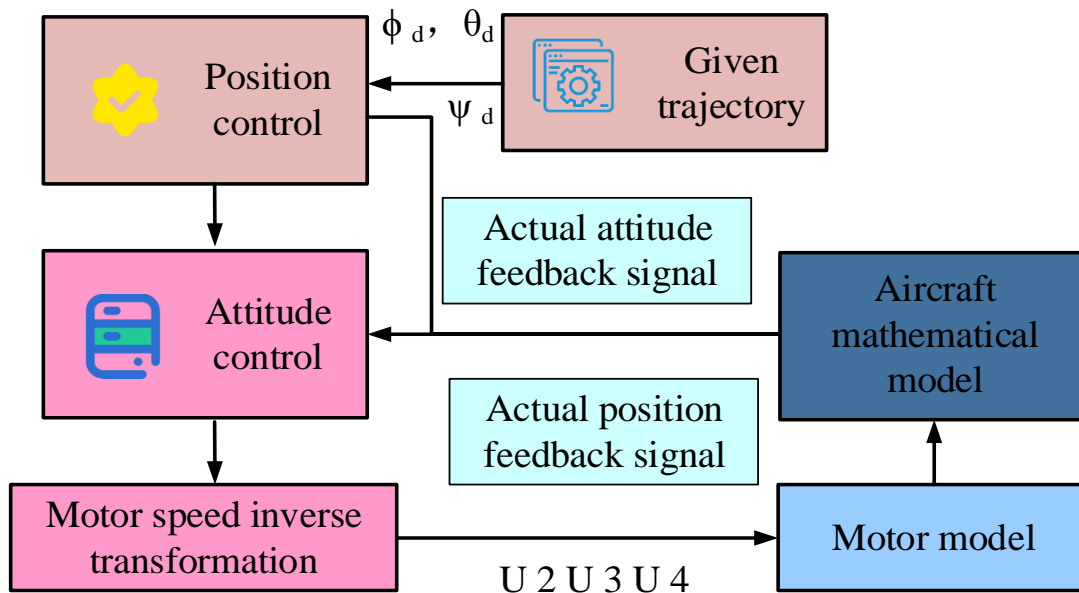 ϕ d， θ d
Position
control
Given
trajectory
ψ d
Actual attitude
feedback signal
Attitude
control
Aircraft
mathematical
model
Actual position
feedback signal
Motor speed inverse
transformation
Motor model
U 2 U 3 U 4